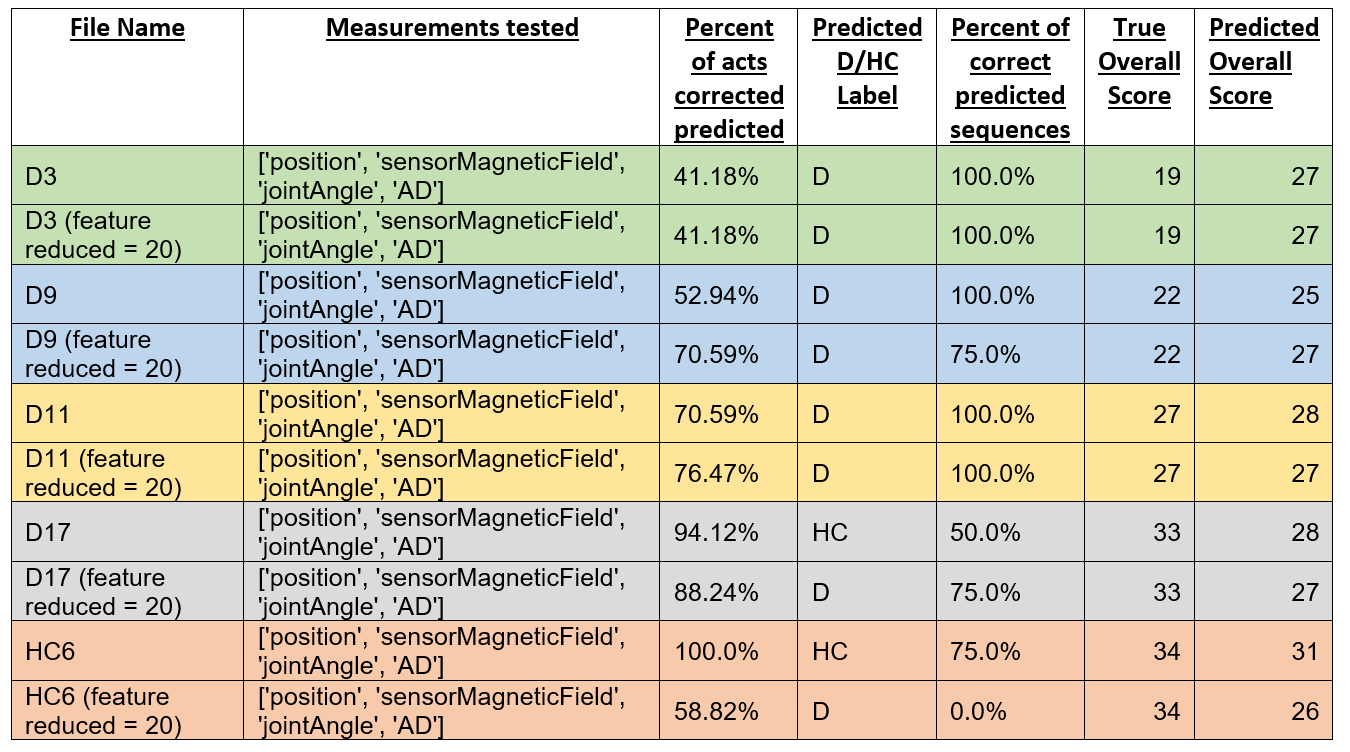 File Name
Measurements tested
Percent
of acts
corrected
predicted
Predicted
D/HC
Label
Percent of
correct
predicted
sequences
True
Overall
Score
Predicted
Overall
Score
D3
['position', 'sensorMagneticField',
'jointAngle', 'AD']
41.18%
D
100.0%
19
27
D3 (feature
reduced = 20)
['position', 'sensorMagneticField',
'jointAngle', 'AD']
41.18%
D
100.0%
19
27
D9
['position', 'sensorMagneticField',
'jointAngle', 'AD']
52.94%
D
100.0%
22
25
D9 (feature
reduced = 20)
['position', 'sensorMagneticField',
'jointAngle', 'AD']
70.59%
D
75.0%
22
27
D11
['position', 'sensorMagneticField',
'jointAngle', 'AD']
70.59%
D
100.0%
27
28
D11 (feature
reduced = 20)
['position', 'sensorMagneticField',
'jointAngle', 'AD']
76.47%
D
100.0%
27
27
D17
['position', 'sensorMagneticField',
'jointAngle', 'AD']
94.12%
HC
50.0%
33
28
D17 (feature
reduced = 20)
['position', 'sensorMagneticField',
'jointAngle', 'AD']
88.24%
D
75.0%
33
27
HC6
['position', 'sensorMagneticField',
'jointAngle', 'AD']
100.0%
HC
75.0%
34
31
HC6 (feature
reduced = 20)
['position', 'sensorMagneticField',
'jointAngle', 'AD']
58.82%
D
0.0%
34
26